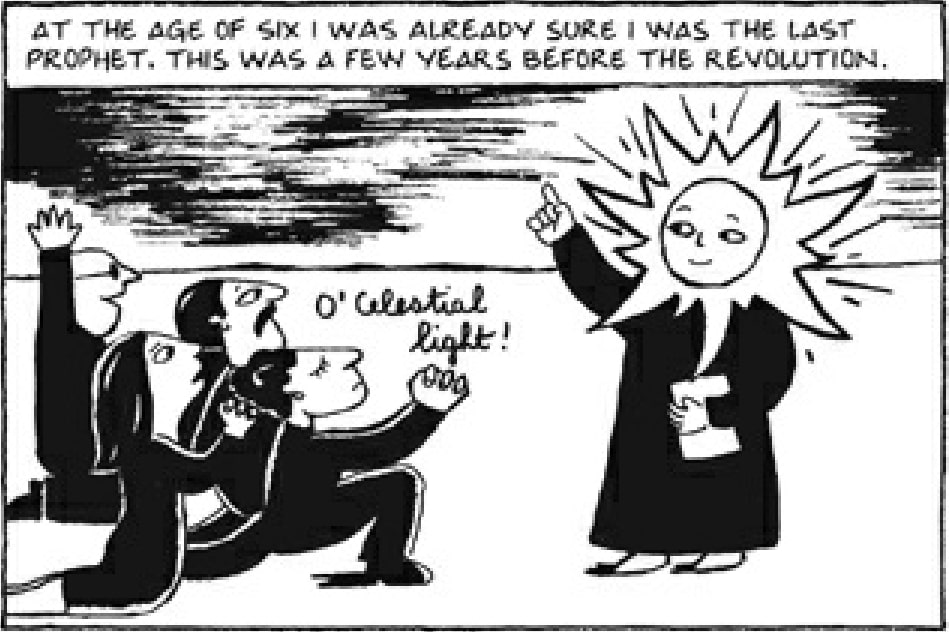 AT THE AGE OF SIX I WAS ALREADY SURE I WAS THE LAST
PROPHET. THIS WAS A FEW YEARS BEFORE THE REVOLUTION.
O' Celestial
light!